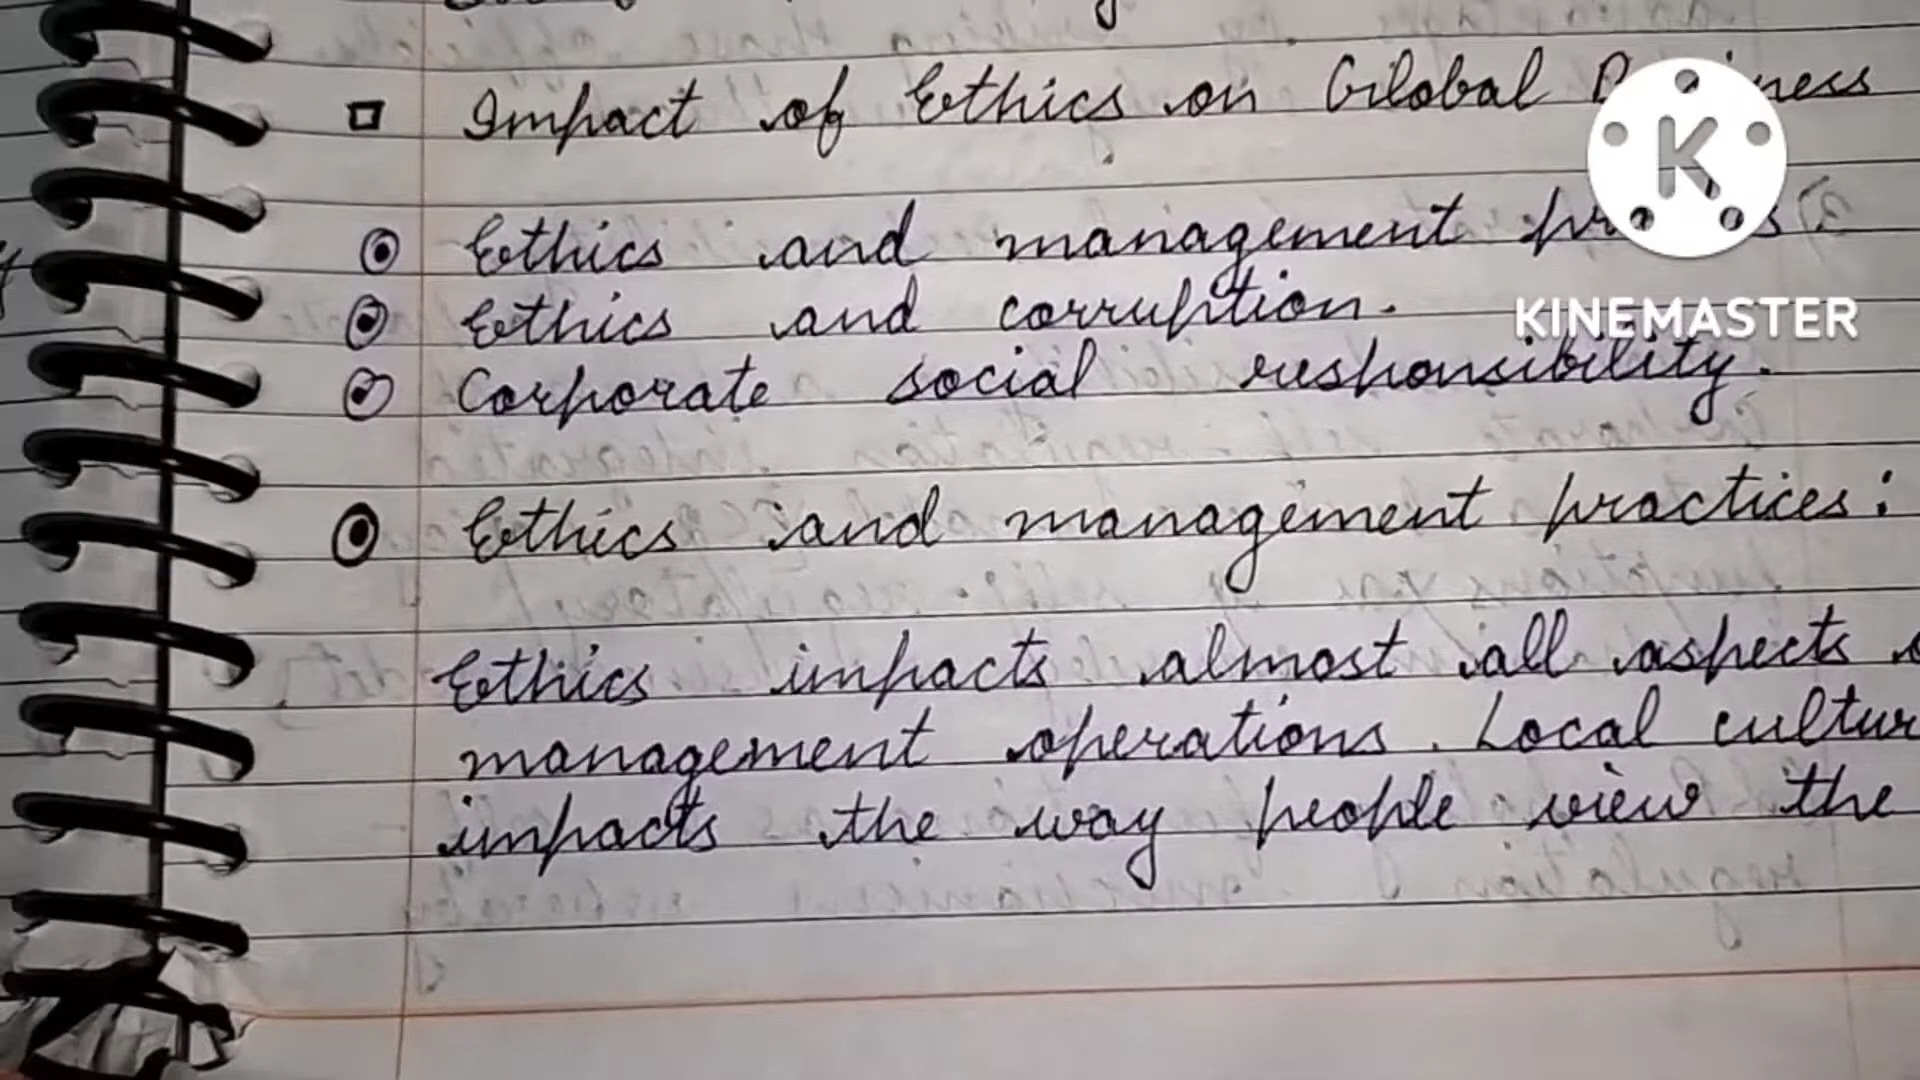 Impact of Ethics on Global
Ethics and management
Ethics and corruption.
Corporate social responsibility.
Ethics and management practices:
Ethics impacts almost all aspects
management operations. Local cultur
impacts the way people view the
KINEMASTER